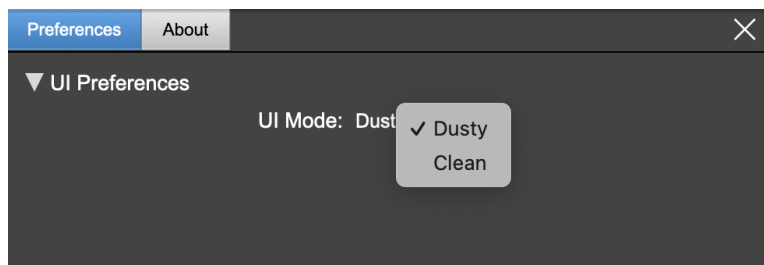 Preferences About
UI Preferences
UI Mode: Dust
✓ Dusty
Clean